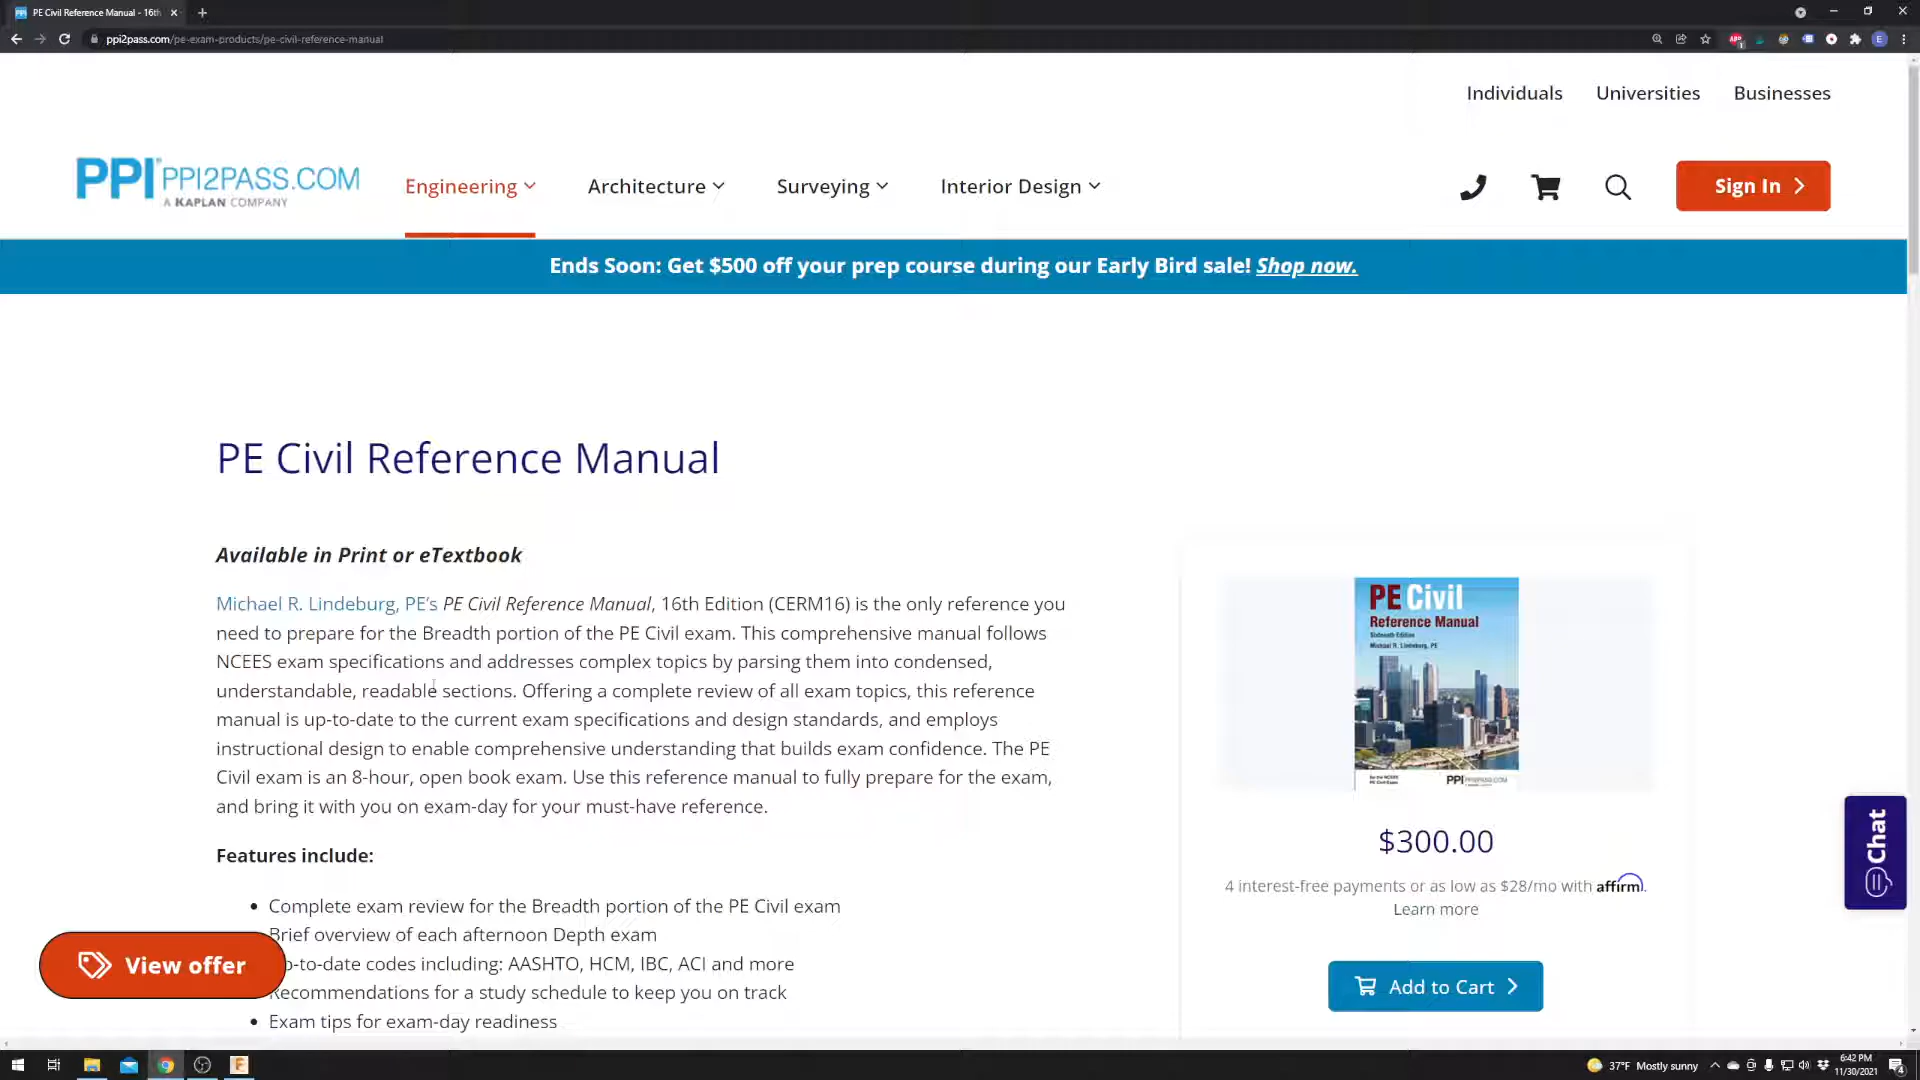 PE Civil Reference Manual - 16th
ppi2pass.com/pe-exam-products/pe-civil-reference-manual
Individuals Universities Businesses
PPI PPI2PASS.COM
A KAPLAN COMPANY
Engineering Architecture Surveying Interior Design
Sign In
Ends Soon: Get $500 off your prep course during our Early Bird sale! Shop now.
PE Civil Reference Manual
Available in Print or eTextbook
Michael R. Lindeburg, PE's PE Civil Reference Manual, 16th Edition (CERM16) is the only reference you
need to prepare for the Breadth portion of the PE Civil exam. This comprehensive manual follows
NCEES exam specifications and addresses complex topics by parsing them into condensed,
understandable, readable sections. Offering a complete review of all exam topics, this reference
manual is up-to-date to the current exam specifications and design standards, and employs
instructional design to enable comprehensive understanding that builds exam confidence. The PE
Civil exam is an 8-hour, open book exam. Use this reference manual to fully prepare for the exam,
and bring it with you on exam-day for your must-have reference.
Features include:
• Complete exam review for the Breadth portion of the PE Civil exam
Brief overview of each afternoon Depth exam
p-to-date codes including: AASHTO, HCM, IBC, ACI and more
Recommendations for a study schedule to keep you on track
• Exam tips for exam-day readiness
View offer
PE Civil
Reference Manual
Sixteenth Edition
Michael R. Lindeburg, PE
PPI PPI2PASS.COM
$300.00
4 interest-free payments or as low as $28/mo with affirm.
Learn more
Add to Cart
Chat
37°F Mostly sunny
6:42 PM
11/30/2021